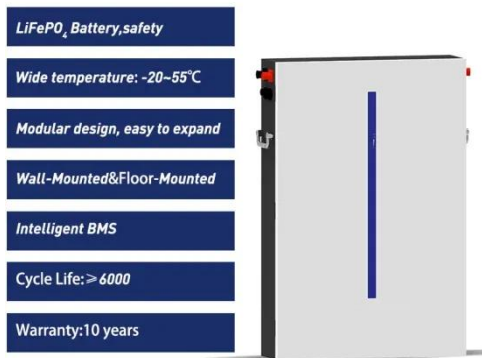 LiFePO₄ Battery,safety
Wide temperature: -20~55℃
Modular design, easy to expand
Wall-Mounted&Floor-Mounted
Intelligent BMS
Cycle Life:≥6000
Warranty:10 years